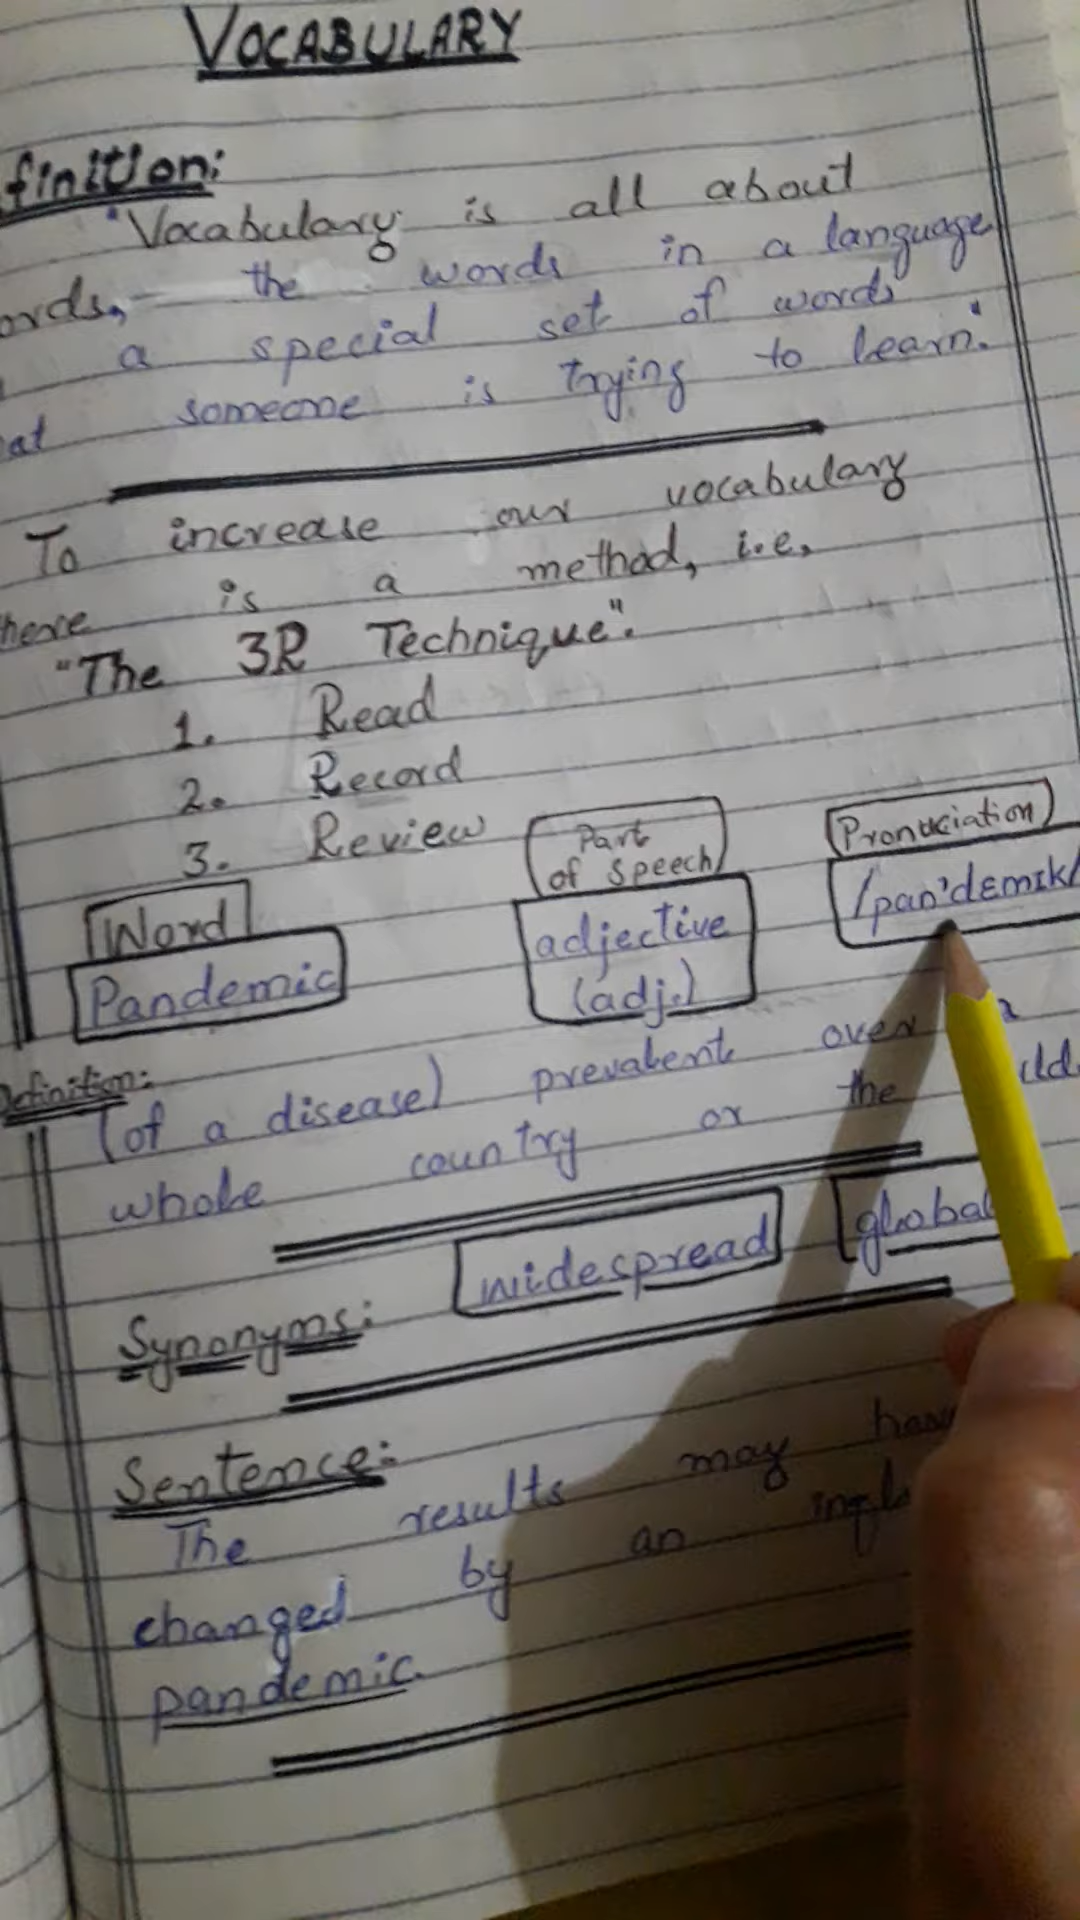 VOCABULARY
finition:
"Vocabulary is all about
ords, the words in a language
a special set of words
at someone is trying to learn."
To increase our vocabulary
here is a method, i.e,
"The 3R Technique".
1. Read
2. Record
3. Review
Word
Part of Speech
Pronuciation
Pandemic
adjective (adj.)
/pan'dɛmɪk/
Definition:
(of a disease) prevalent over a
whole country or the
Synonyms: widespread global
Sentence:
The results may
changed by an
pandemic.